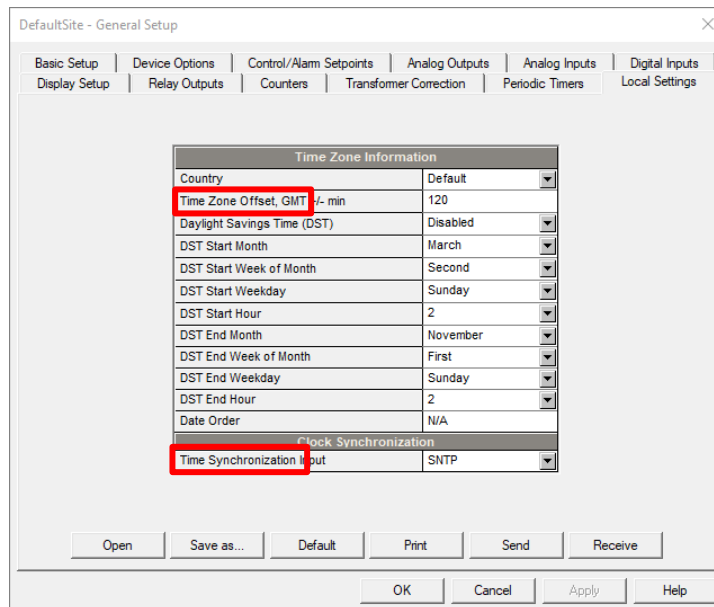 DefaultSite - General Setup
Basic Setup Device Options Control/Alarm Setpoints Analog Outputs Analog Inputs Digital Inputs
Display Setup Relay Outputs Counters Transformer Correction Periodic Timers Local Settings
Time Zone Information
Country Default
Time Zone Offset, GMT +/- min 120
Daylight Savings Time (DST) Disabled
DST Start Month March
DST Start Week of Month Second
DST Start Weekday Sunday
DST Start Hour 2
DST End Month November
DST End Week of Month First
DST End Weekday Sunday
DST End Hour 2
Date Order N/A
Clock Synchronization
Time Synchronization Input SNTP
Open Save as... Default Print Send Receive
OK Cancel Apply Help